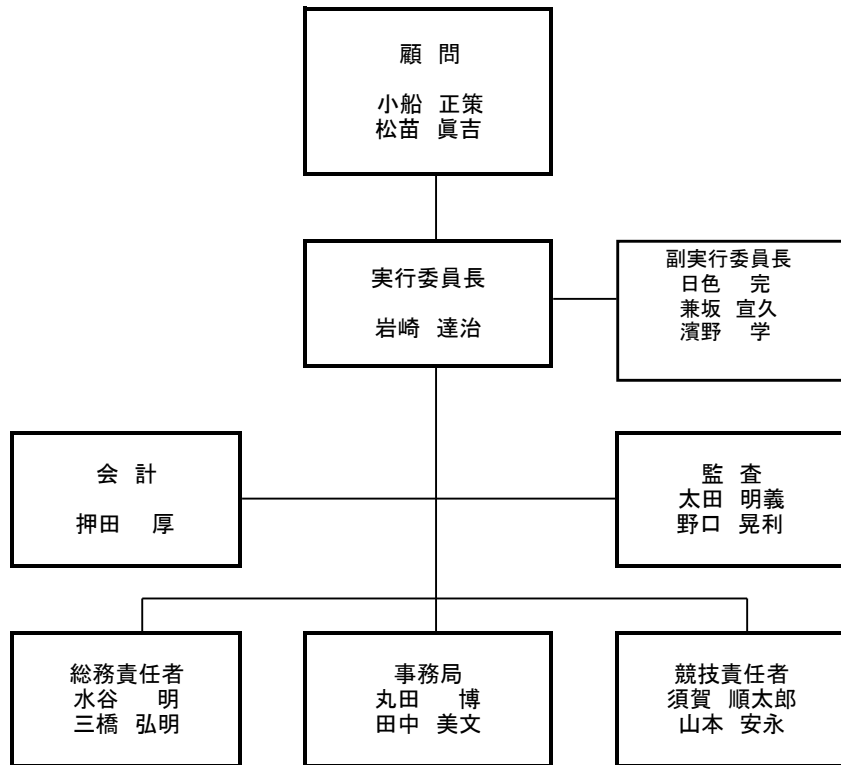 顧 問
小船 正策
松苗 眞吉
実行委員長
岩崎 達治
副実行委員長
日色 完
兼坂 宣久
濱野 学
会 計
押田 厚
監 査
太田 明義
野口 晃利
総務責任者
水谷 明
三橋 弘明
事務局
丸田 博
田中 美文
競技責任者
須賀 順太郎
山本 安永